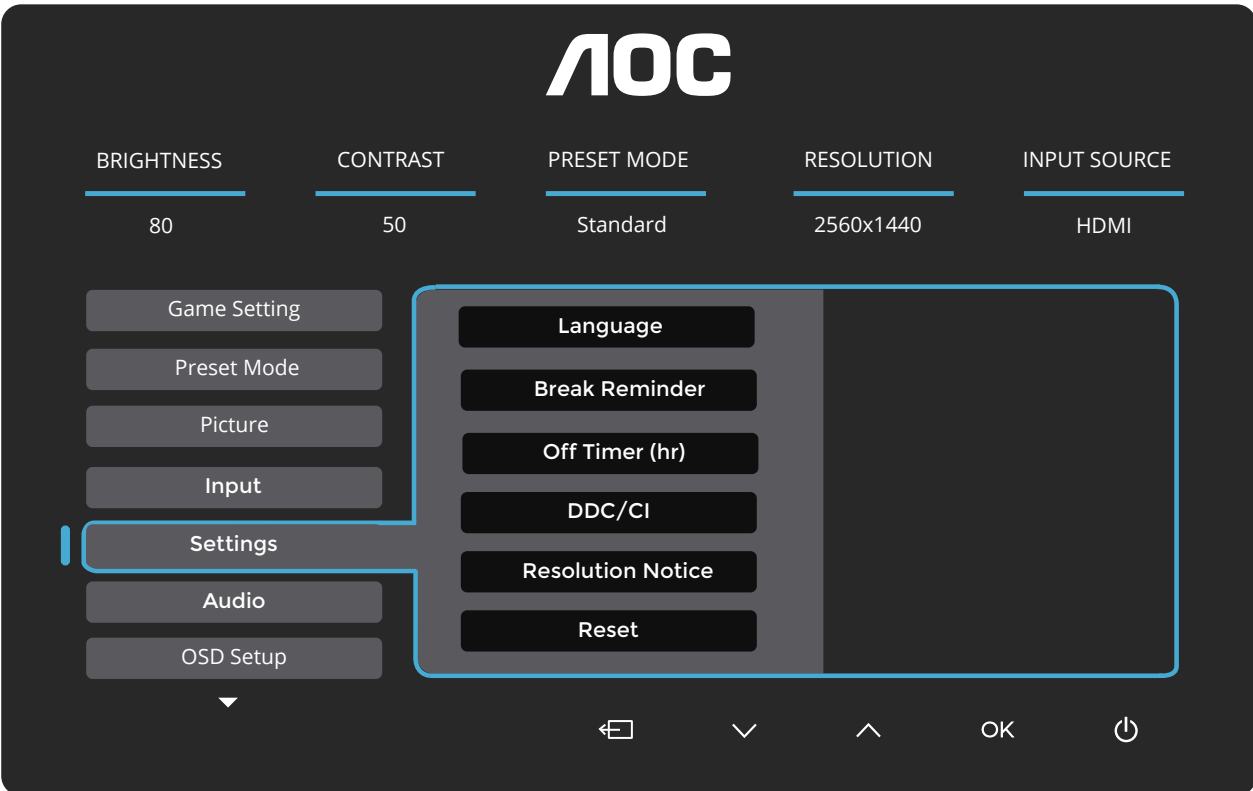 AOC
BRIGHTNESS CONTRAST PRESET MODE RESOLUTION INPUT SOURCE
80 50 Standard 2560x1440 HDMI
Game Setting
Preset Mode
Picture
Input
Settings
Audio
OSD Setup
Language
Break Reminder
Off Timer (hr)
DDC/CI
Resolution Notice
Reset
OK